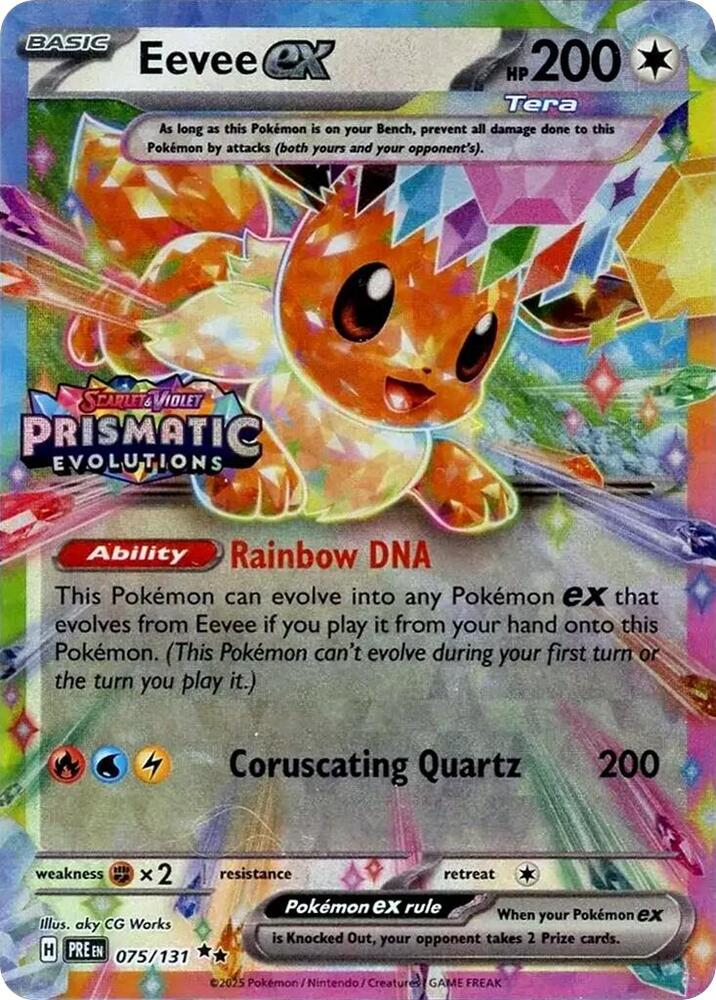 BASIC Eevee ex HP 200
Tera
As long as this Pokémon is on your Bench, prevent all damage done to this
Pokémon by attacks (both yours and your opponent's).
SCARLET & VIOLET
PRISMATIC
EVOLUTIONS
Ability Rainbow DNA
This Pokémon can evolve into any Pokémon ex that
evolves from Eevee if you play it from your hand onto this
Pokémon. (This Pokémon can't evolve during your first turn or
the turn you play it.)
Coruscating Quartz 200
weakness ×2 resistance retreat
Illus. aky CG Works
Pokémon ex rule When your Pokémon ex
is Knocked Out, your opponent takes 2 Prize cards.
H PRE EN 075/131
©2025 Pokémon / Nintendo / Creatures / GAME FREAK